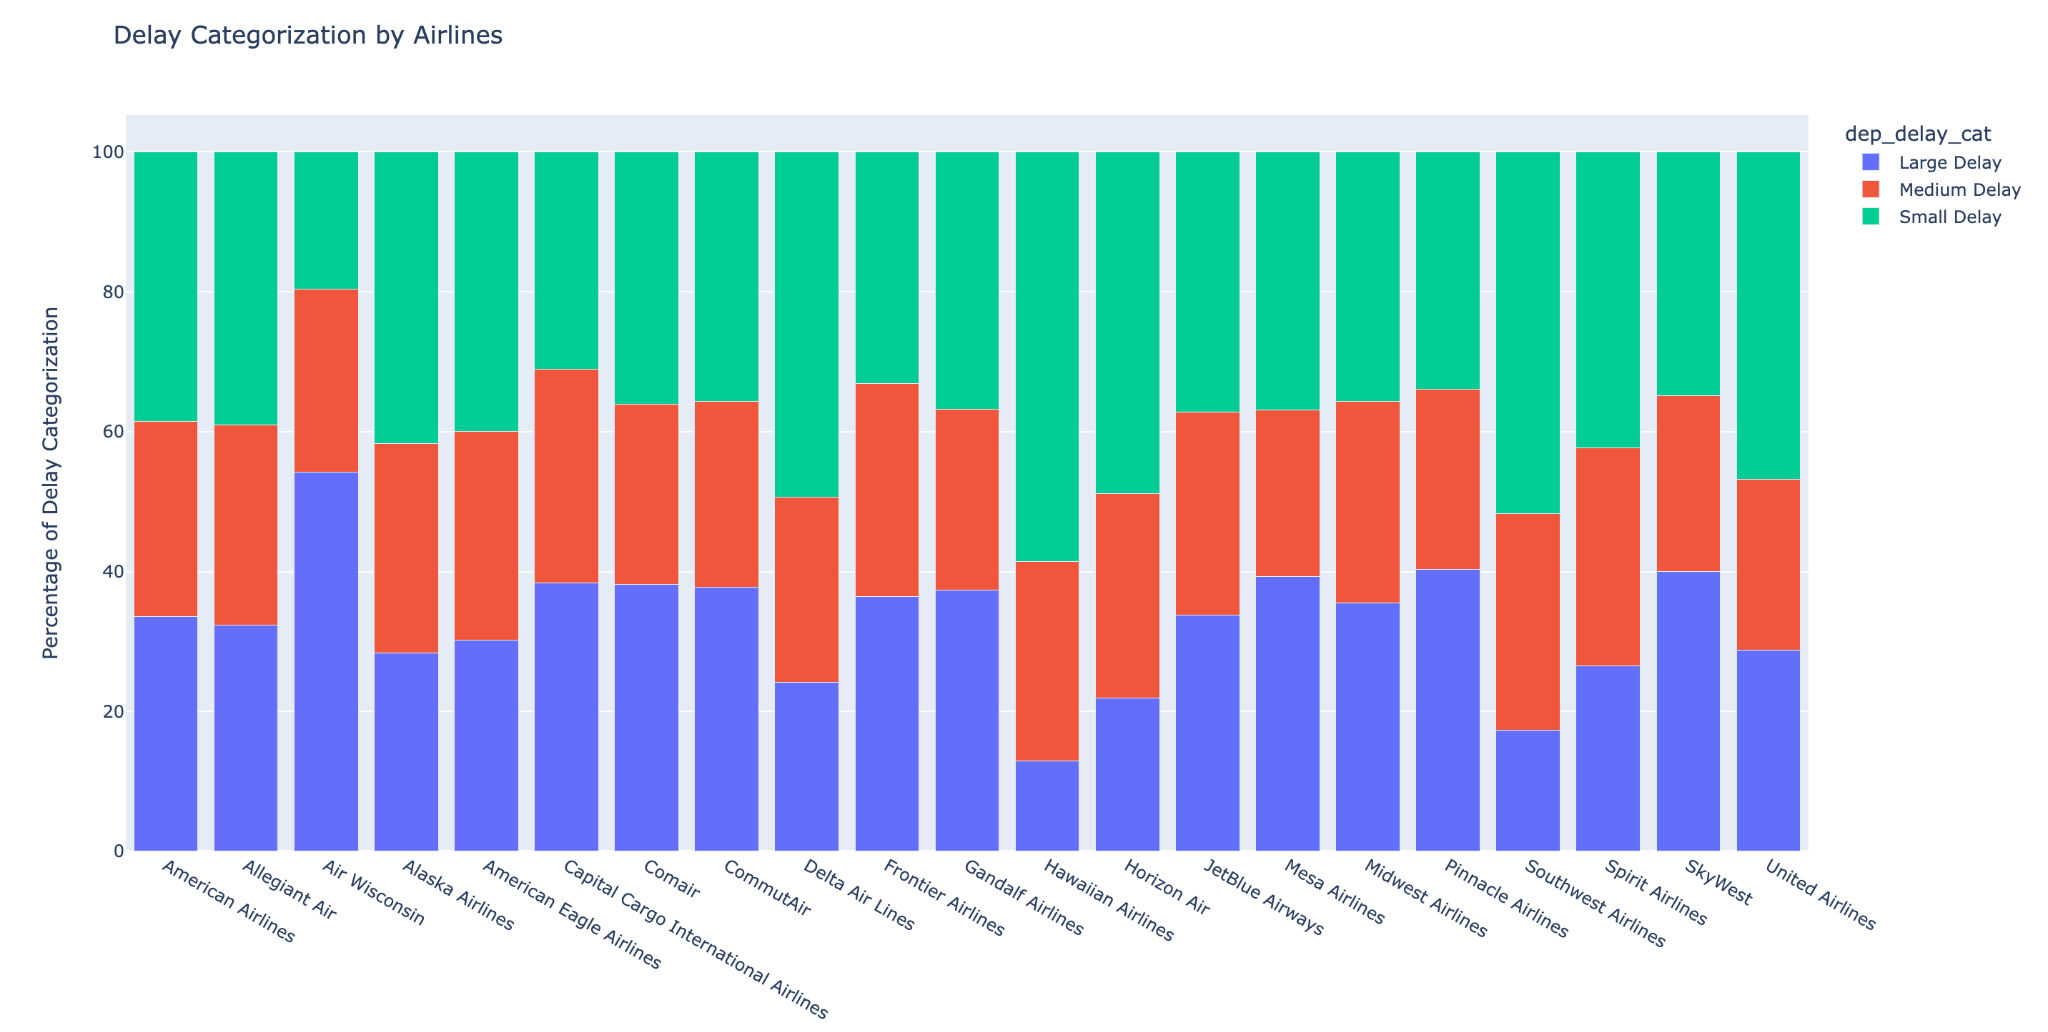 Delay Categorization by Airlines
dep_delay_cat
Large Delay
Medium Delay
Small Delay
Percentage of Delay Categorization
100
80
60
40
20
0
American Airlines
Allegiant Air
Air Wisconsin
Alaska Airlines
American Eagle Airlines
Capital Cargo International Airlines
Comair
CommutAir
Delta Air Lines
Frontier Airlines
Gandalf Airlines
Hawaiian Airlines
Horizon Air
JetBlue Airways
Mesa Airlines
Midwest Airlines
Pinnacle Airlines
Southwest Airlines
Spirit Airlines
SkyWest
United Airlines